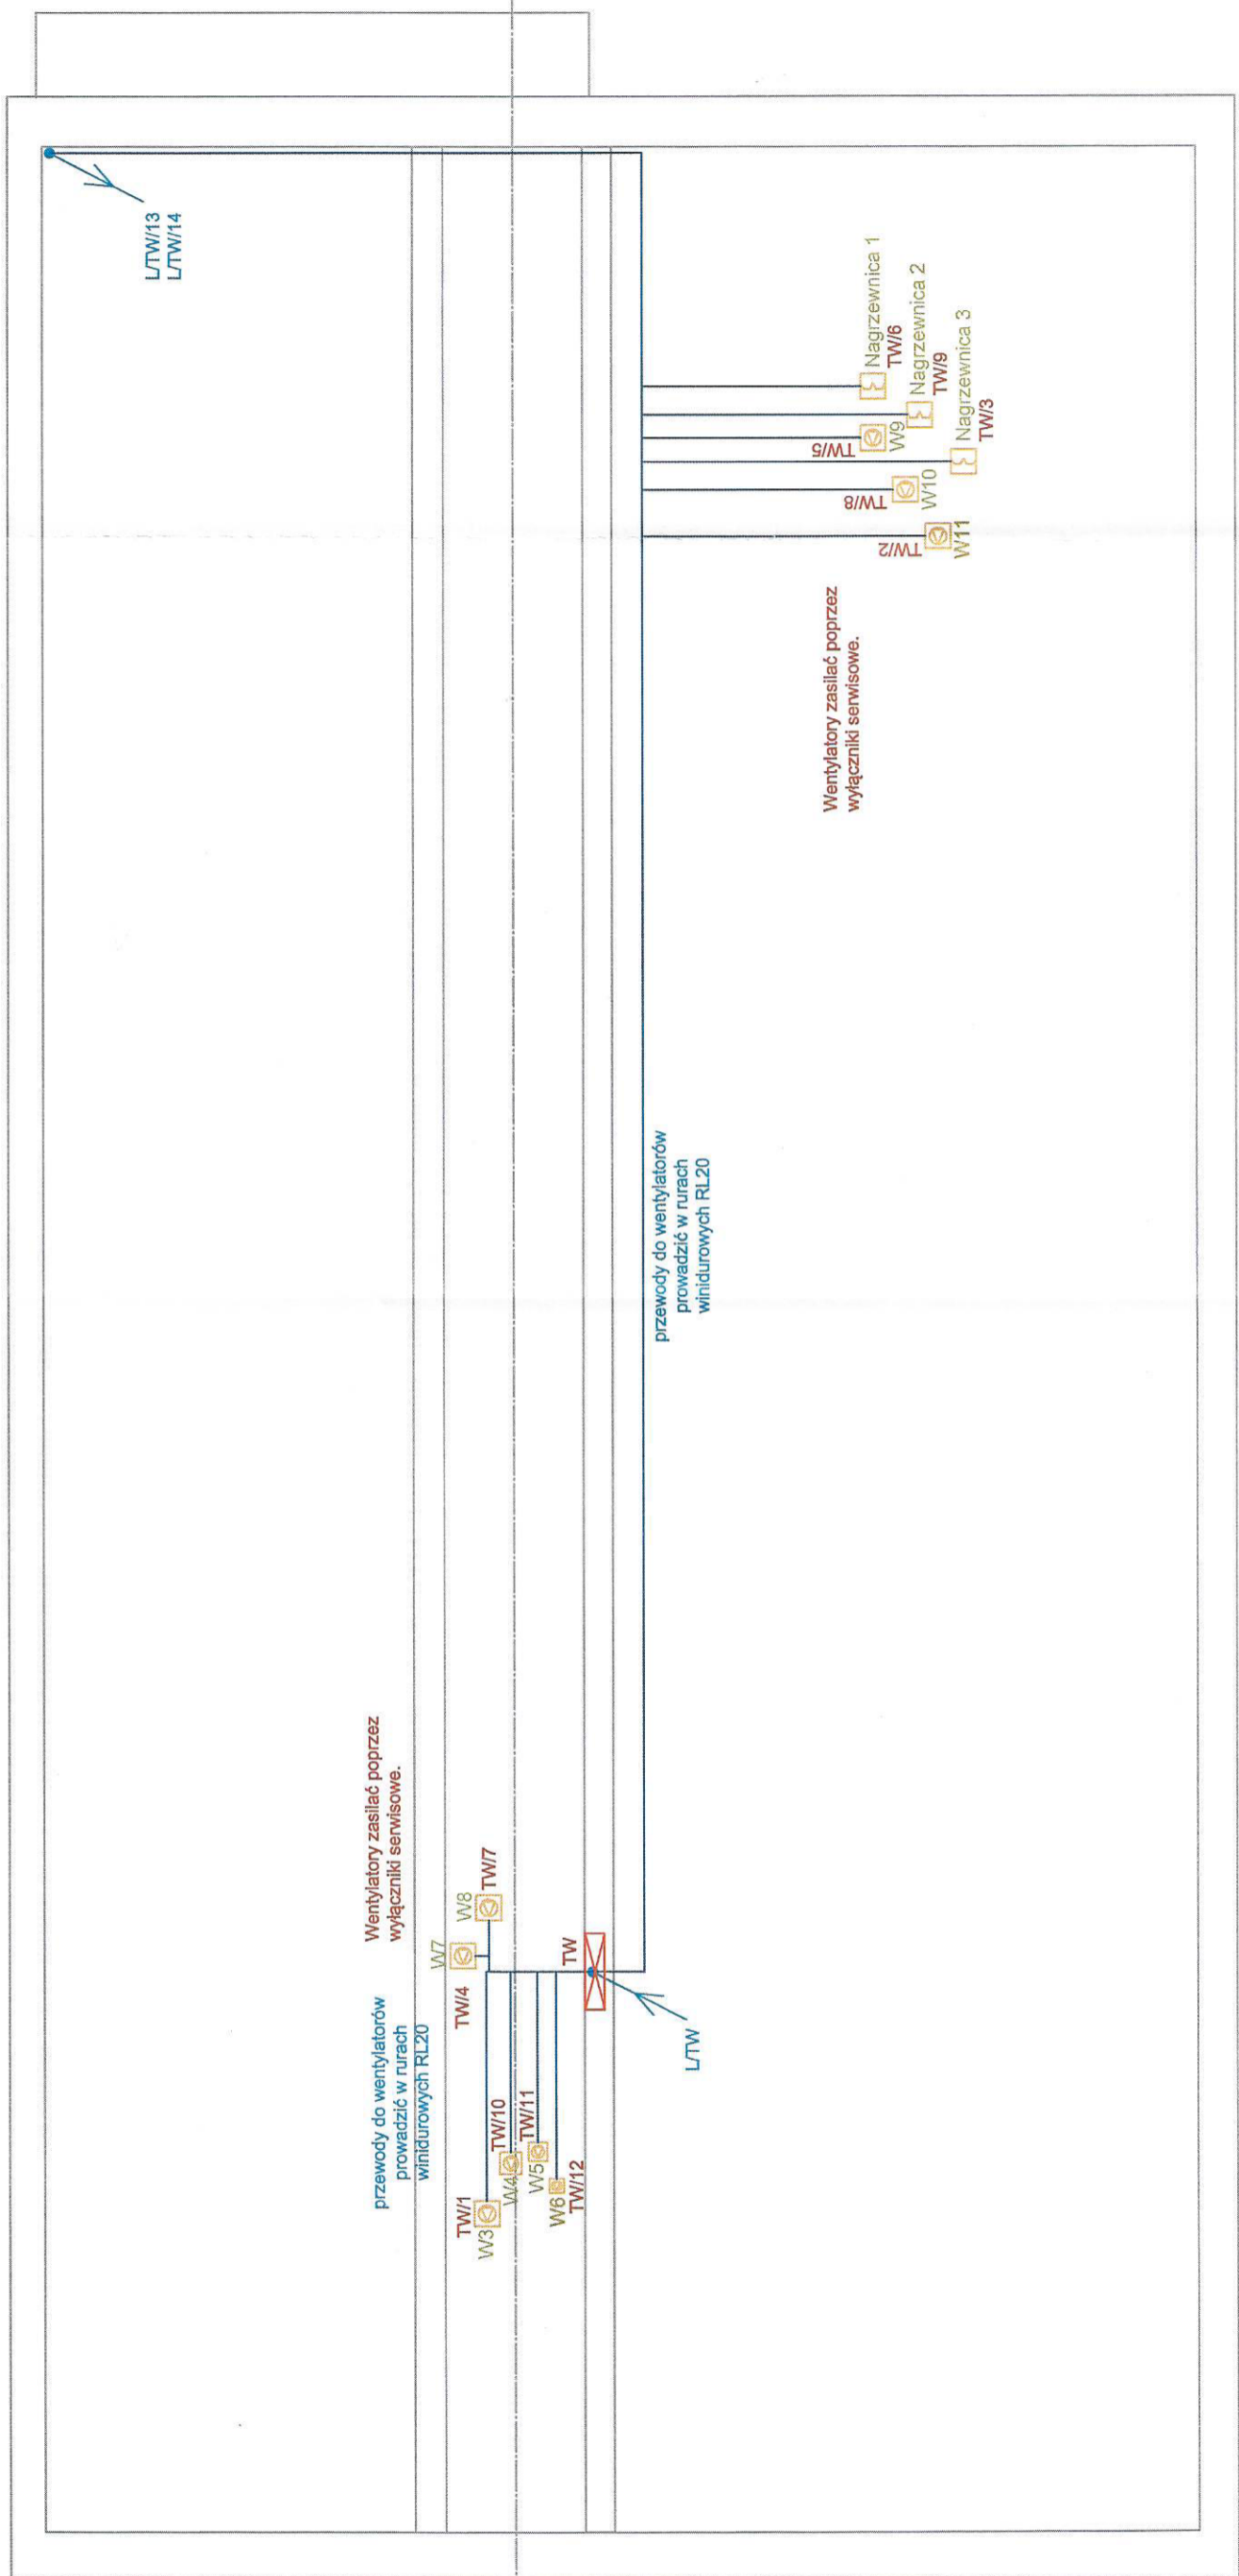 L/TW/13
L/TW/14
Nagrzewnica 1
TW/6
Nagrzewnica 2
TW/9
Nagrzewnica 3
TW/3
TW/5
W9
TW/8
W10
TW/2
W11
Wentylatory zasilać poprzez
wyłączniki serwisowe.
przewody do wentylatorów
prowadzić w rurach
winidurowych RL20
Wentylatory zasilać poprzez
wyłączniki serwisowe.
W8
TW/7
W7
TW/4
TW
L/TW
przewody do wentylatorów
prowadzić w rurach
winidurowych RL20
TW/1
W3
TW/10
W4
TW/11
W5
W6
TW/12